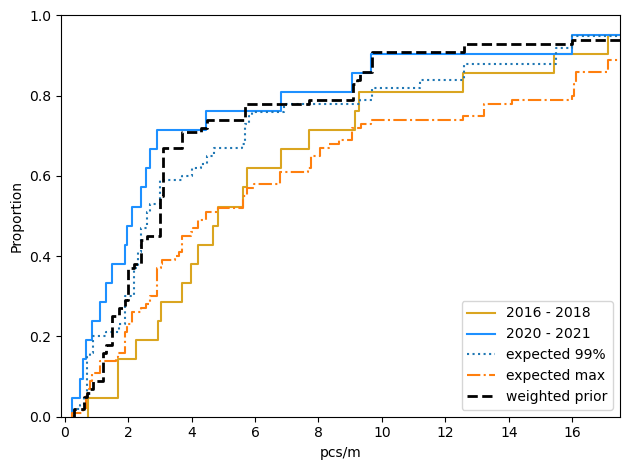 1.0
0.8
0.6
0.4
0.2
0.0
Proportion
0 2 4 6 8 10 12 14 16
pcs/m
2016 - 2018
2020 - 2021
expected 99%
expected max
weighted prior